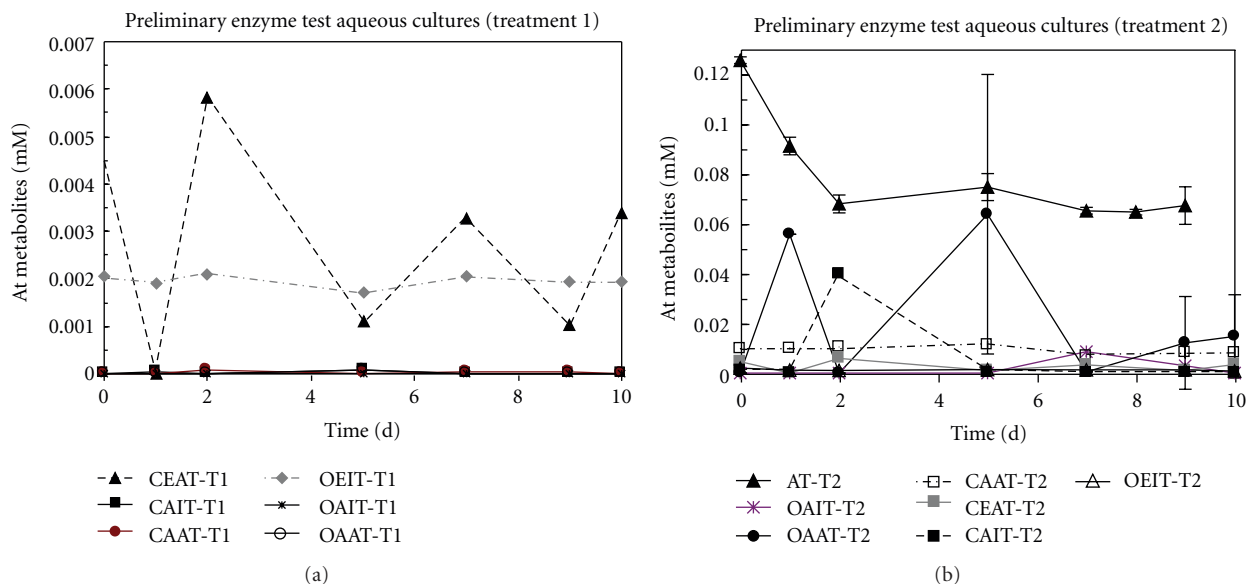 Preliminary enzyme test aqueous cultures (treatment 1)
At metabolites (mM)
0.007
0.006
0.005
0.004
0.003
0.002
0.001
0
0 2 4 6 8 10
Time (d)
CEAT-T1 OEIT-T1
CAIT-T1 OAIT-T1
CAAT-T1 OAAT-T1
(a)
Preliminary enzyme test aqueous cultures (treatment 2)
At metaboilites (mM)
0.12
0.1
0.08
0.06
0.04
0.02
0
0 2 4 6 8 10
Time (d)
AT-T2 CAAT-T2 OEIT-T2
OAIT-T2 CEAT-T2
OAAT-T2 CAIT-T2
(b)